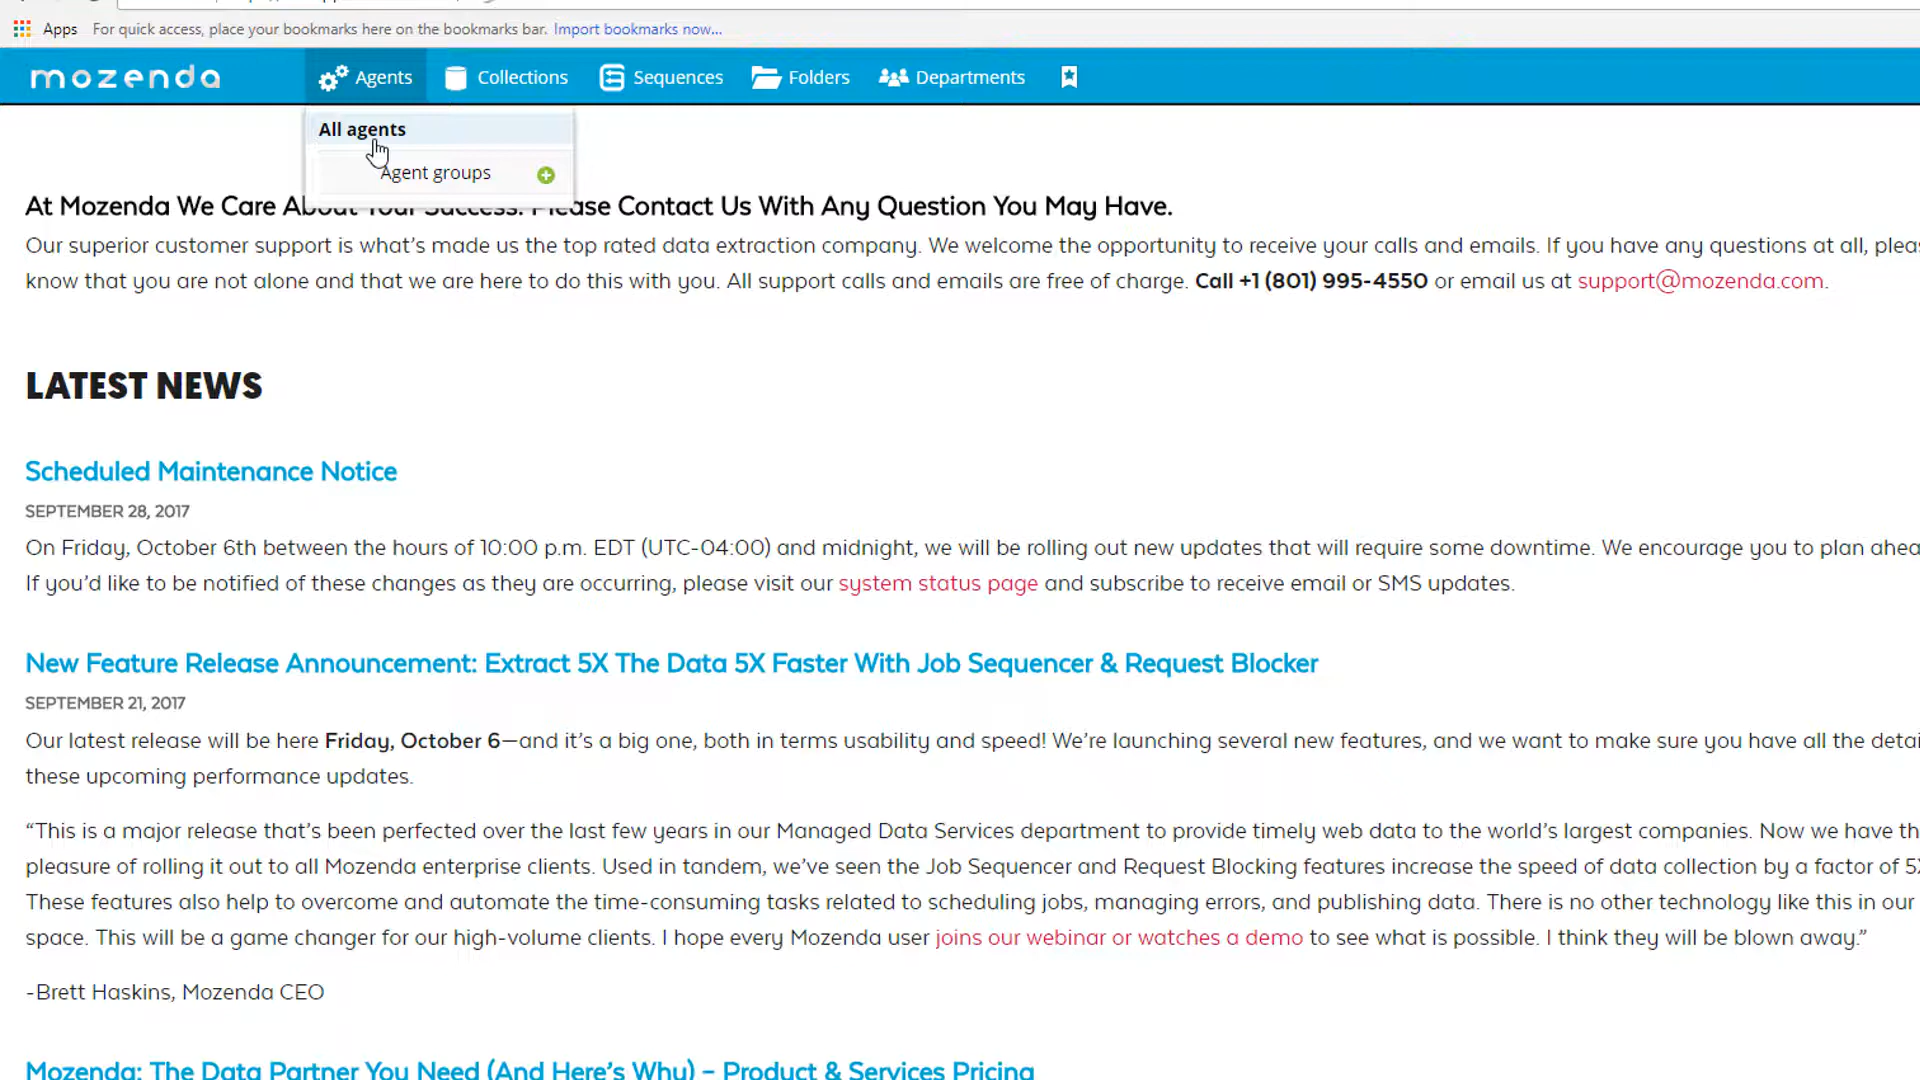 Apps For quick access, place your bookmarks here on the bookmarks bar. Import bookmarks now...
mozenda Agents Collections Sequences Folders Departments
All agents
Agent groups
At Mozenda We Care About Your Success. Please Contact Us With Any Question You May Have.
Our superior customer support is what’s made us the top rated data extraction company. We welcome the opportunity to receive your calls and emails. If you have any questions at all,
know that you are not alone and that we are here to do this with you. All support calls and emails are free of charge. Call +1 (801) 995-4550 or email us at support@mozenda.com.
LATEST NEWS
Scheduled Maintenance Notice
SEPTEMBER 28, 2017
On Friday, October 6th between the hours of 10:00 p.m. EDT (UTC-04:00) and midnight, we will be rolling out new updates that will require some downtime. We encourage you to plan
If you’d like to be notified of these changes as they are occurring, please visit our system status page and subscribe to receive email or SMS updates.
New Feature Release Announcement: Extract 5X The Data 5X Faster With Job Sequencer & Request Blocker
SEPTEMBER 21, 2017
Our latest release will be here Friday, October 6—and it’s a big one, both in terms usability and speed! We’re launching several new features, and we want to make sure you have all the
these upcoming performance updates.
“This is a major release that’s been perfected over the last few years in our Managed Data Services department to provide timely web data to the world’s largest companies. Now we have
pleasure of rolling it out to all Mozenda enterprise clients. Used in tandem, we’ve seen the Job Sequencer and Request Blocking features increase the speed of data collection by a factor of
These features also help to overcome and automate the time-consuming tasks related to scheduling jobs, managing errors, and publishing data. There is no other technology like this in our
space. This will be a game changer for our high-volume clients. I hope every Mozenda user joins our webinar or watches a demo to see what is possible. I think they will be blown away.”
-Brett Haskins, Mozenda CEO
Mozenda: The Data Partner You Need (And Here’s Why) – Product & Services Pricing